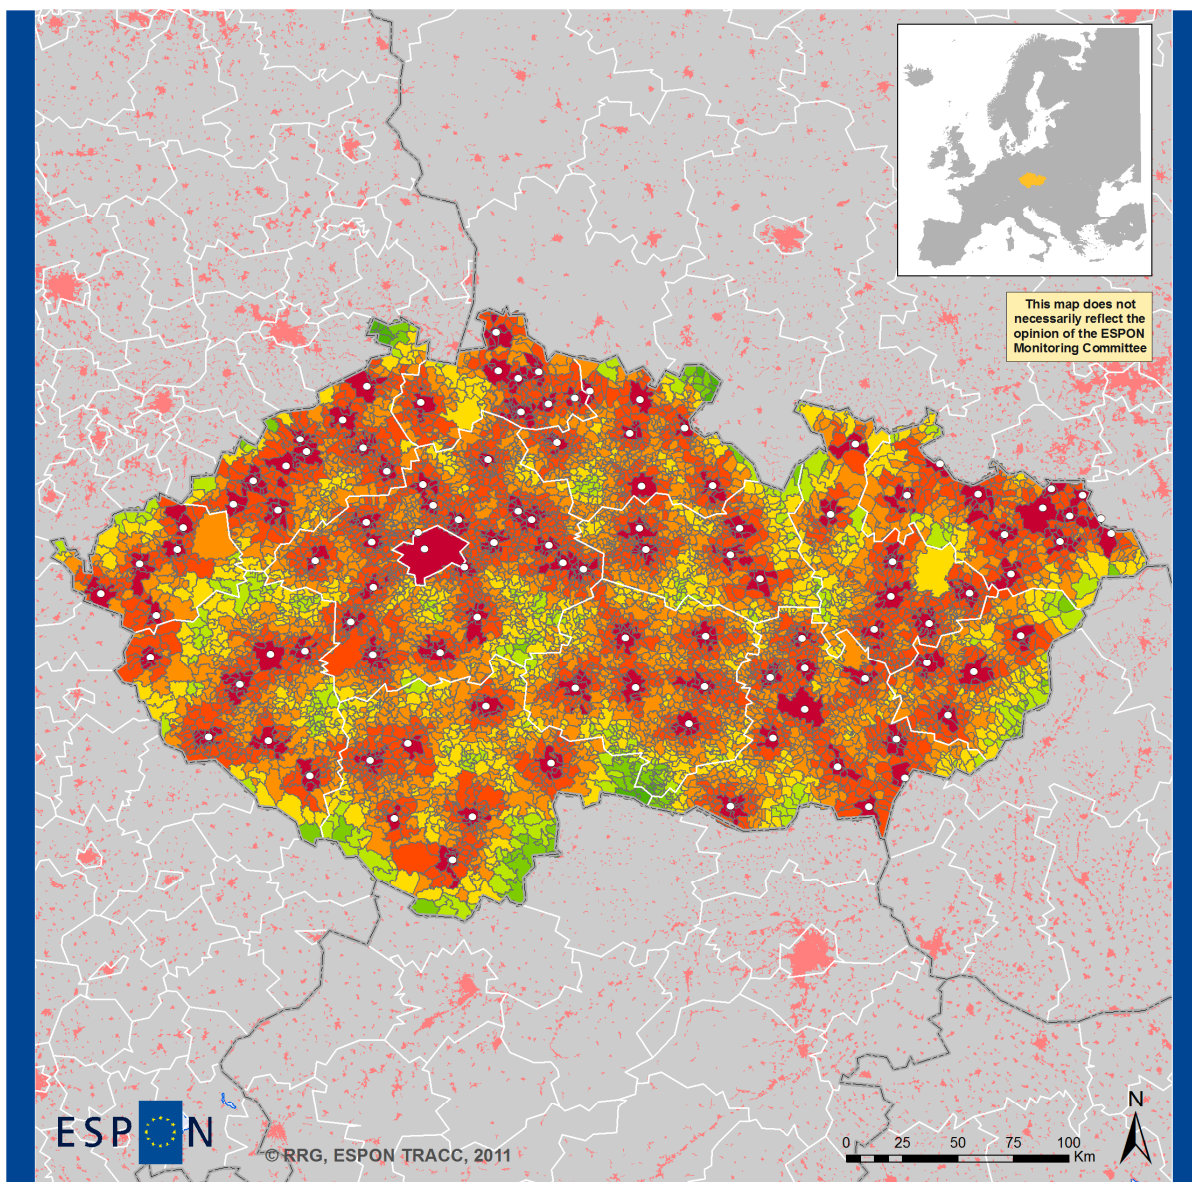 This map does not
necessarily reflect the
opinion of the ESPON
Monitoring Committee
ESPON
© RRG, ESPON TRACC, 2011
N
0 25 50 75 100
Km